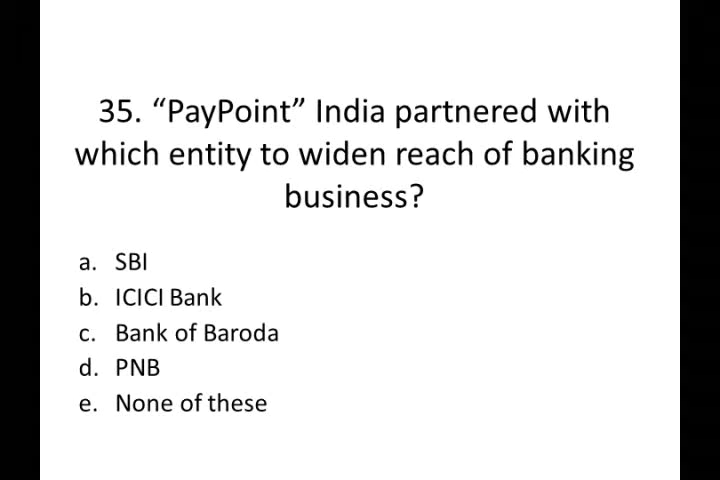 35. “PayPoint” India partnered with
which entity to widen reach of banking
business?
a. SBI
b. ICICI Bank
c. Bank of Baroda
d. PNB
e. None of these